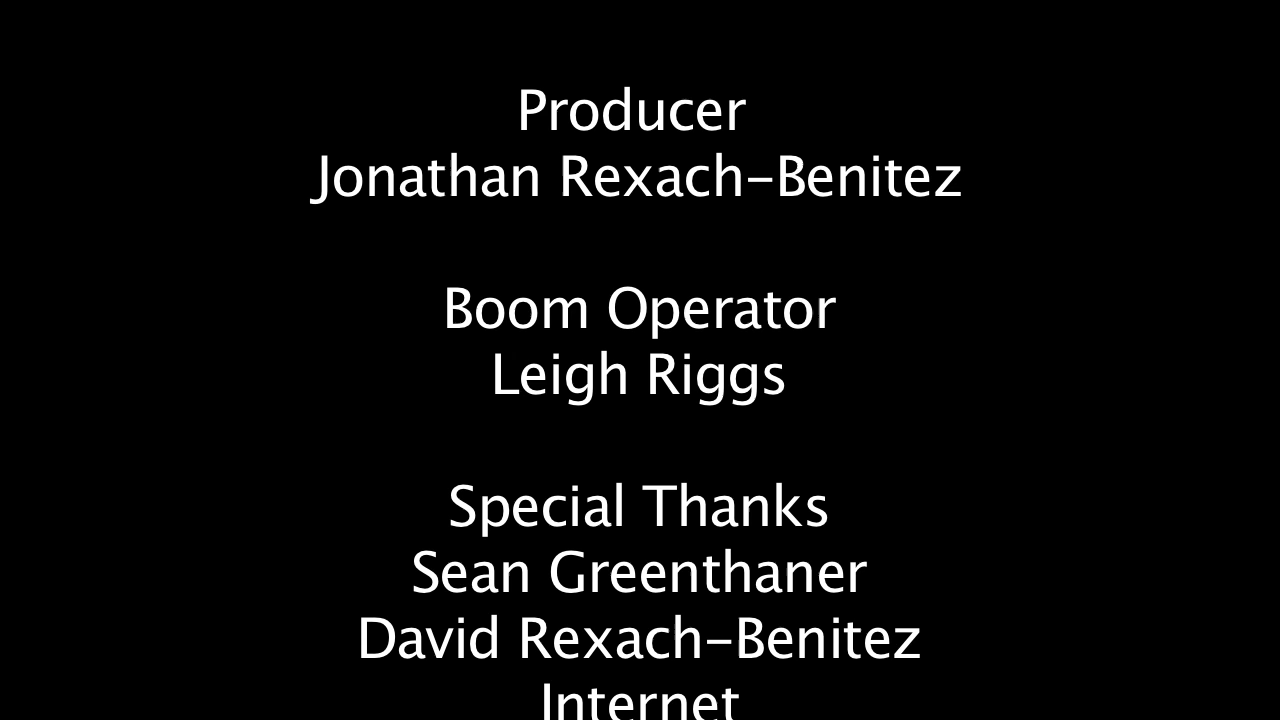 Producer
Jonathan Rexach-Benitez
Boom Operator
Leigh Riggs
Special Thanks
Sean Greenthaner
David Rexach-Benitez
Internet